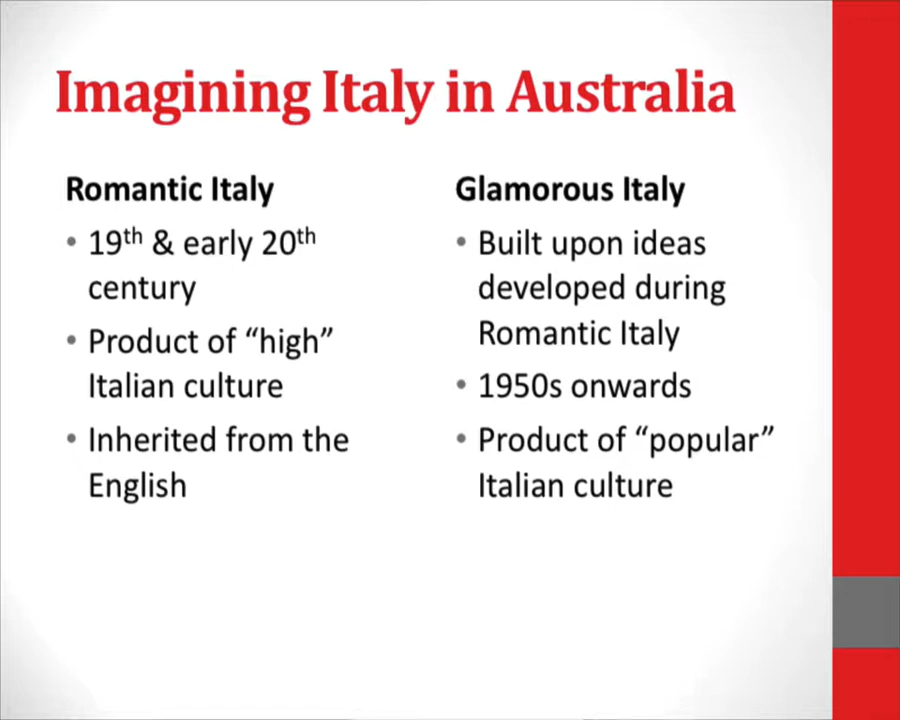 Imagining Italy in Australia
Romantic Italy
• 19th & early 20th
century
• Product of “high”
Italian culture
• Inherited from the
English
Glamorous Italy
• Built upon ideas
developed during
Romantic Italy
• 1950s onwards
• Product of “popular”
Italian culture